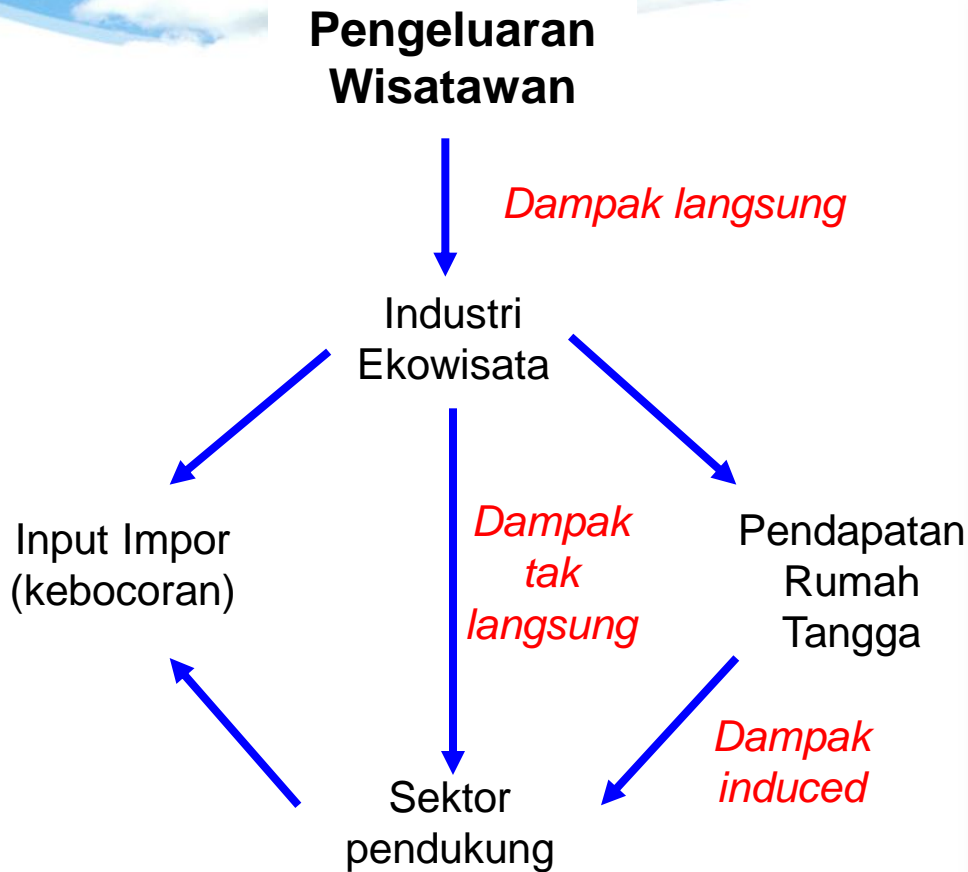 Pengeluaran
Wisatawan
Dampak langsung
Industri
Ekowisata
Input Impor
(kebocoran)
Dampak
tak
langsung
Pendapatan
Rumah
Tangga
Dampak
induced
Sektor
pendukung